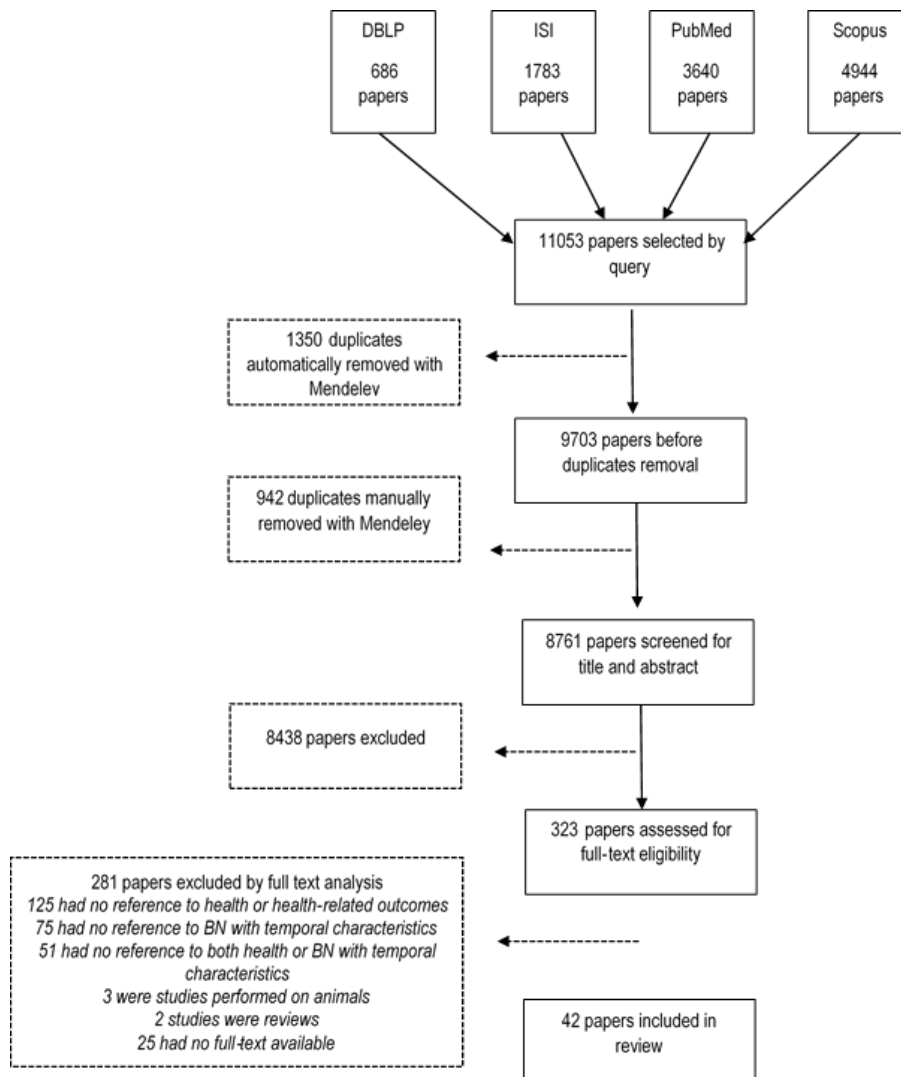 DBLP
686
papers
ISI
1783
papers
PubMed
3640
papers
Scopus
4944
papers
11053 papers selected by
query
1350 duplicates
automatically removed with
Mendelev
9703 papers before
duplicates removal
942 duplicates manually
removed with Mendeley
8761 papers screened for
title and abstract
8438 papers excluded
323 papers assessed for
full-text eligibility
281 papers excluded by full text analysis
125 had no reference to health or health-related outcomes
75 had no reference to BN with temporal characteristics
51 had no reference to both health or BN with temporal
characteristics
3 were studies performed on animals
2 studies were reviews
25 had no full-text available
42 papers included in
review